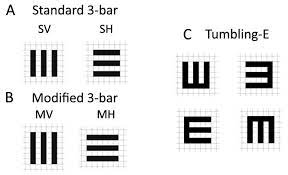 A Standard 3-bar
SV SH
B Modified 3-bar
MV MH
C Tumbling-E